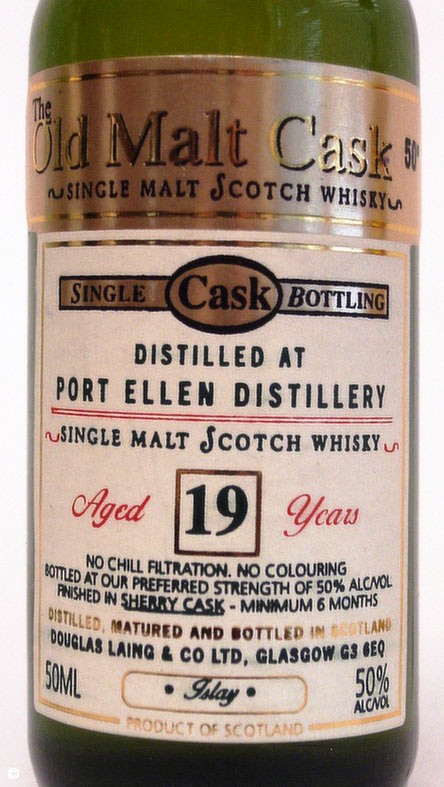 The
Old Malt Cask 50°
SINGLE MALT SCOTCH WHISKY
SINGLE Cask BOTTLING
DISTILLED AT
PORT ELLEN DISTILLERY
SINGLE MALT SCOTCH WHISKY
Aged 19 Years
NO CHILL FILTRATION. NO COLOURING
BOTTLED AT OUR PREFERRED STRENGTH OF 50% ALC/VOL
FINISHED IN SHERRY CASK - MINIMUM 6 MONTHS
DISTILLED, MATURED AND BOTTLED IN SCOTLAND
DOUGLAS LAING & CO LTD, GLASGOW G3 6EQ
50ML • Islay • 50%
ALC/VOL
PRODUCT OF SCOTLAND
©